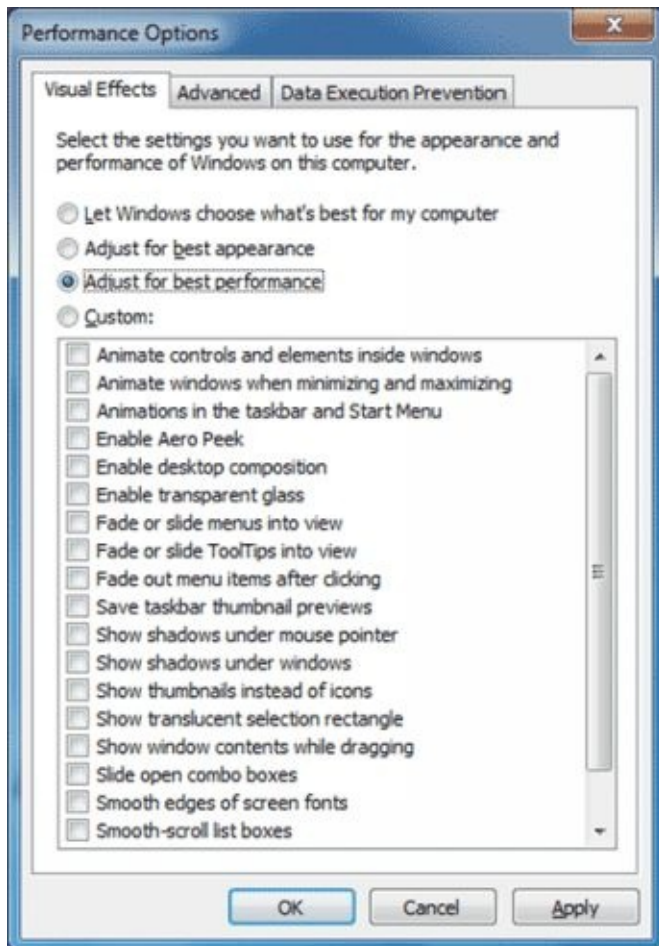 Performance Options
Visual Effects
Advanced
Data Execution Prevention
Select the settings you want to use for the appearance and
performance of Windows on this computer.
Let Windows choose what's best for my computer
Adjust for best appearance
Adjust for best performance
Custom:
Animate controls and elements inside windows
Animate windows when minimizing and maximizing
Animations in the taskbar and Start Menu
Enable Aero Peek
Enable desktop composition
Enable transparent glass
Fade or slide menus into view
Fade or slide ToolTips into view
Fade out menu items after clicking
Save taskbar thumbnail previews
Show shadows under mouse pointer
Show shadows under windows
Show thumbnails instead of icons
Show translucent selection rectangle
Show window contents while dragging
Slide open combo boxes
Smooth edges of screen fonts
Smooth-scroll list boxes
OK
Cancel
Apply